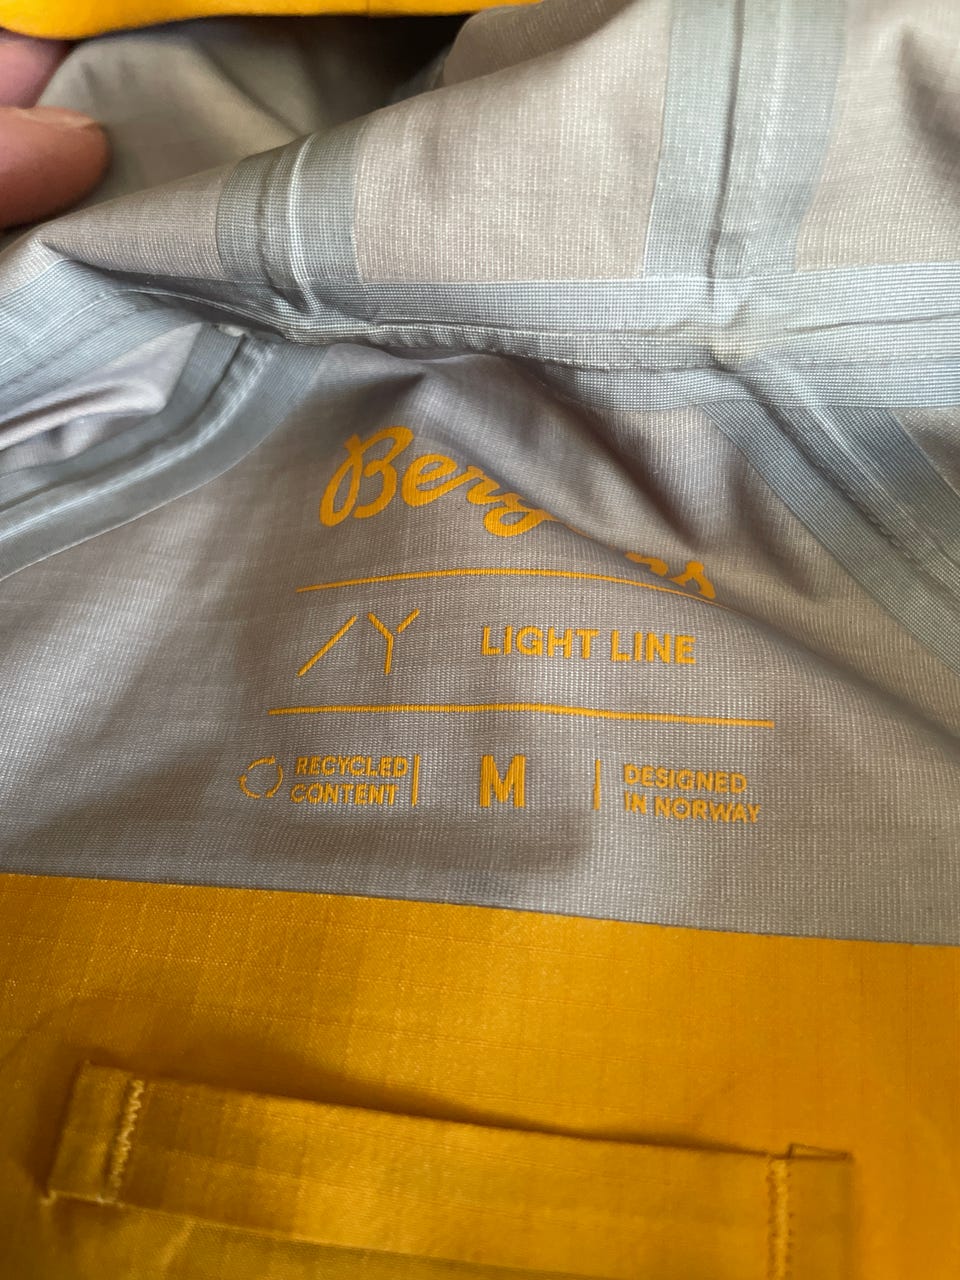 LIGHT LINE
RECYCLED
CONTENT
M
DESIGNED
IN NORWAY